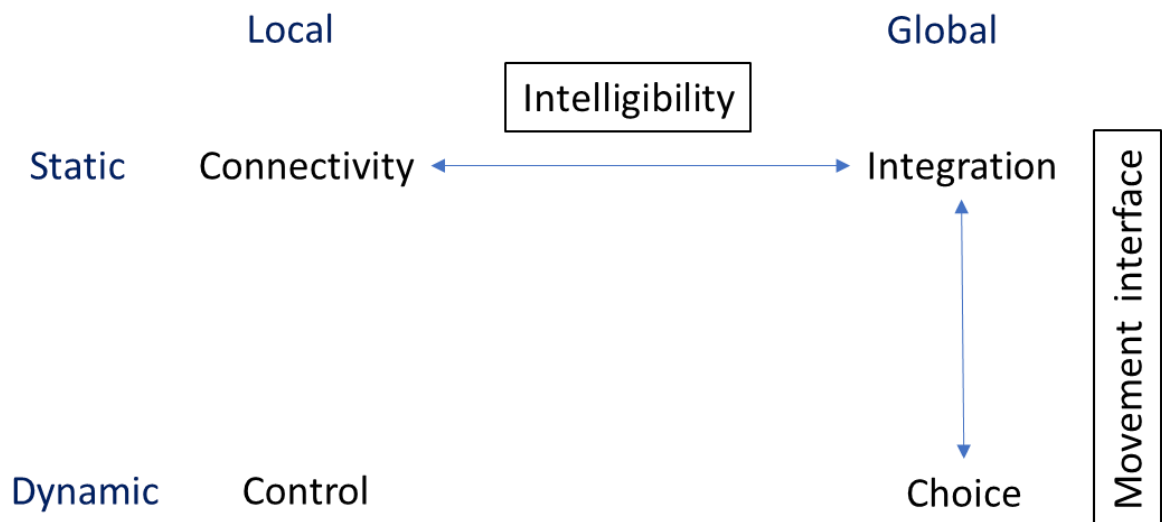 Local Global
Intelligibility
Static Connectivity Integration
Movement interface
Dynamic Control Choice